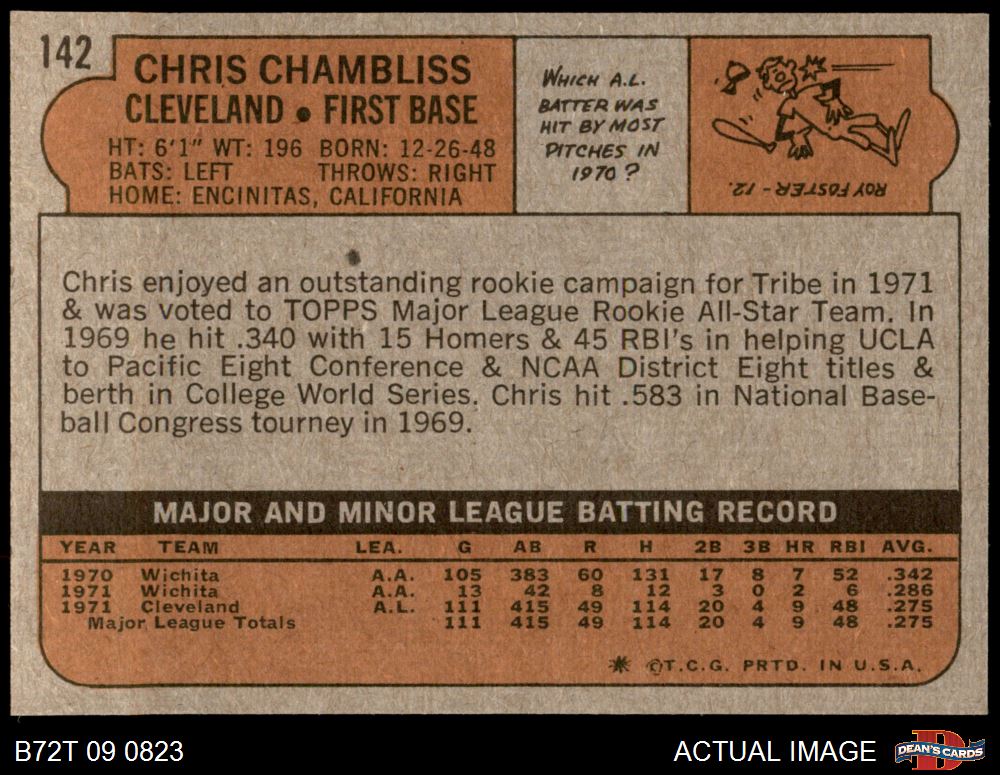 142
CHRIS CHAMBLISS
CLEVELAND • FIRST BASE
HT: 6'1" WT: 196 BORN: 12-26-48
BATS: LEFT THROWS: RIGHT
HOME: ENCINITAS, CALIFORNIA
WHICH A.L.
BATTER WAS
HIT BY MOST
PITCHES IN
1970?
ROY FOSTER - 12.
Chris enjoyed an outstanding rookie campaign for Tribe in 1971
& was voted to TOPPS Major League Rookie All-Star Team. In
1969 he hit .340 with 15 Homers & 45 RBI's in helping UCLA
to Pacific Eight Conference & NCAA District Eight titles &
berth in College World Series. Chris hit .583 in National Base-
ball Congress tourney in 1969.
MAJOR AND MINOR LEAGUE BATTING RECORD
YEAR TEAM LEA. G AB R H 2B 3B HR RBI AVG.
1970 Wichita A.A. 105 383 60 131 17 8 7 52 .342
1971 Wichita A.A. 13 42 8 12 3 0 2 6 .286
1971 Cleveland A.L. 111 415 49 114 20 4 9 48 .275
Major League Totals 111 415 49 114 20 4 9 48 .275
* ©T.C.G. PRTD. IN U.S.A.
B72T 09 0823
ACTUAL IMAGE
B
DEAN'S CARDS